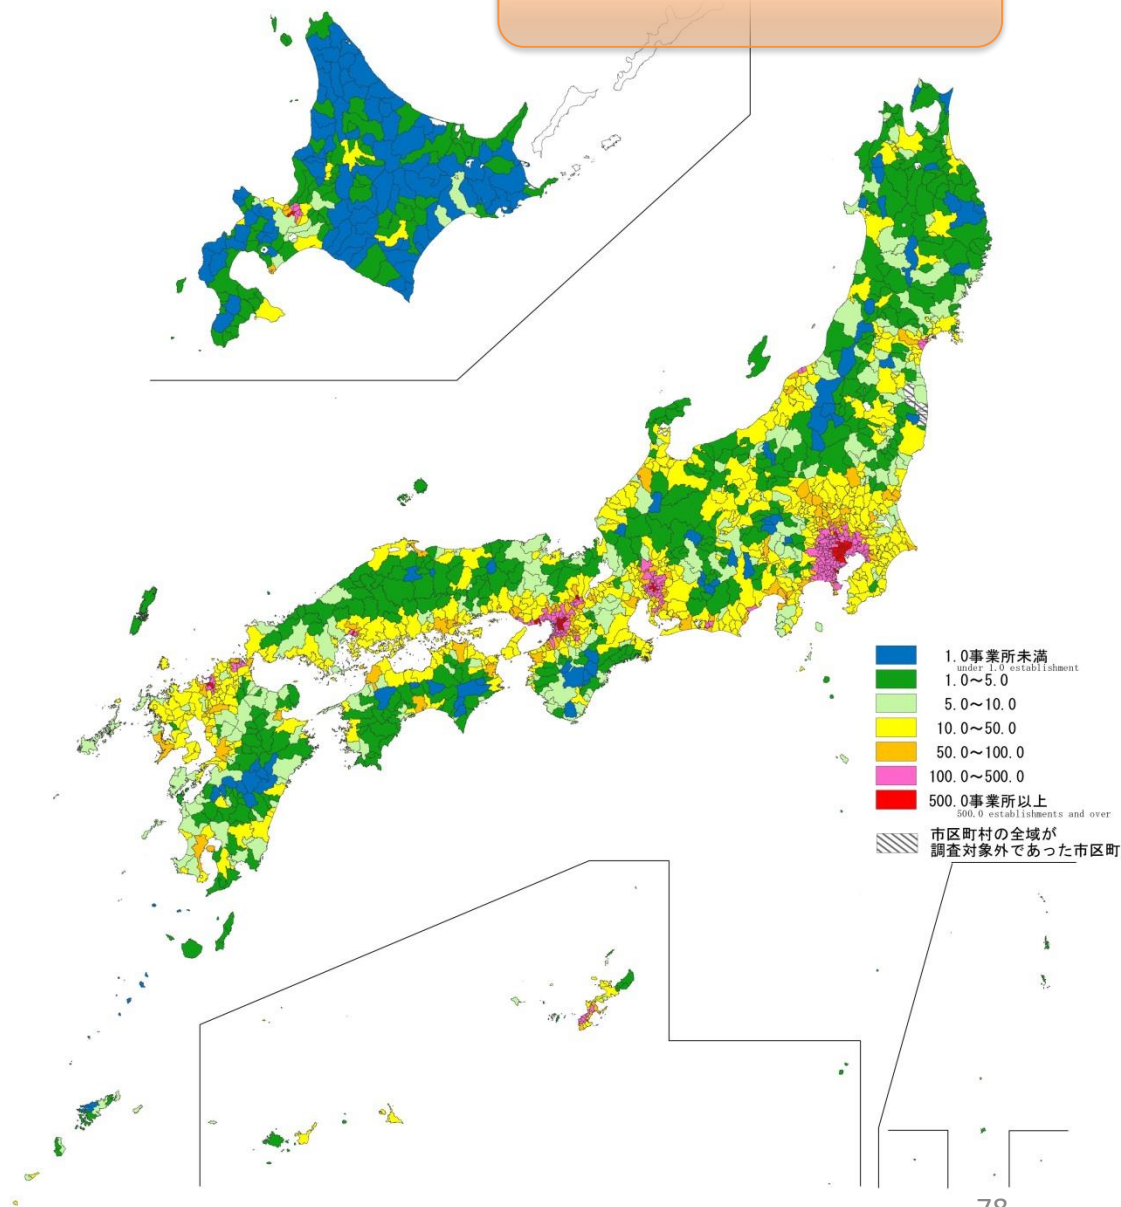 1.0事業所未満
under 1.0 establishment
1.0～5.0
5.0～10.0
10.0～50.0
50.0～100.0
100.0～500.0
500.0事業所以上
500.0 establishments and over
市区町村の全域が
調査対象外であった市区町
78